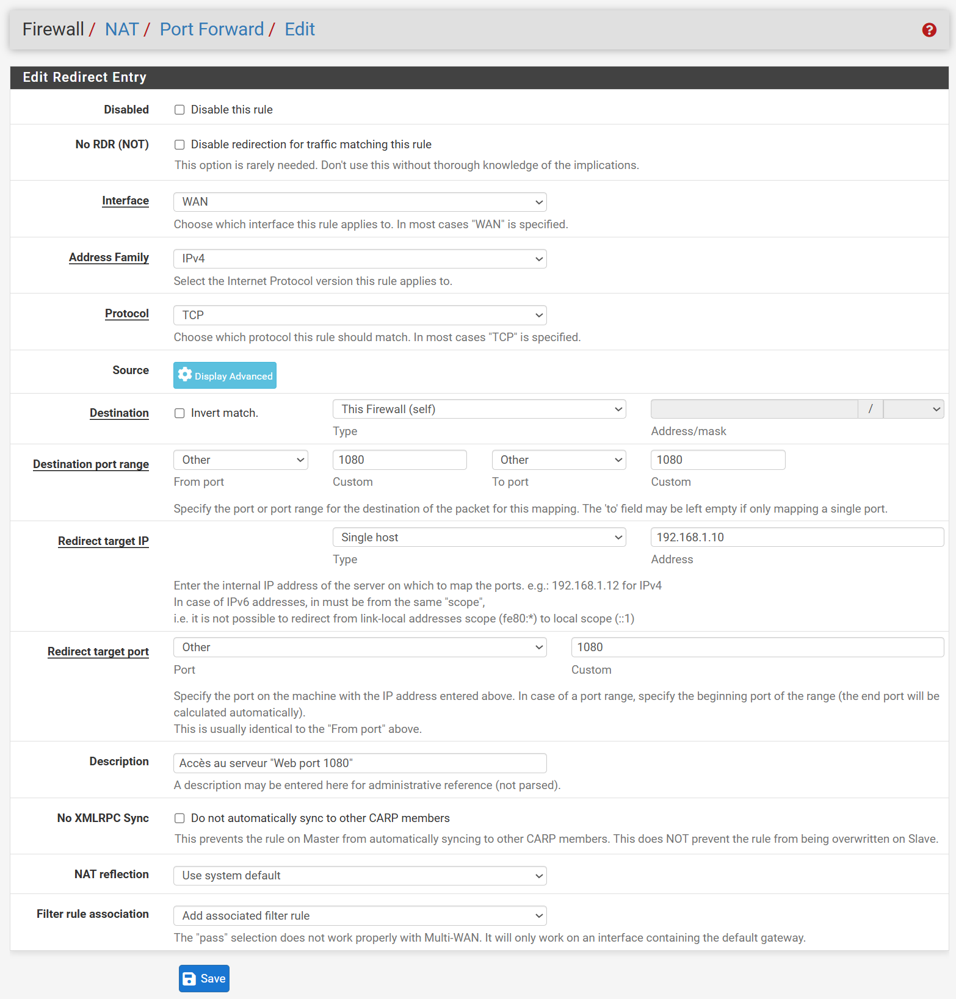 Firewall / NAT / Port Forward / Edit
Edit Redirect Entry
Disabled Disable this rule
No RDR (NOT) Disable redirection for traffic matching this rule
This option is rarely needed. Don't use this without thorough knowledge of the implications.
Interface WAN
Choose which interface this rule applies to. In most cases "WAN" is specified.
Address Family IPv4
Select the Internet Protocol version this rule applies to.
Protocol TCP
Choose which protocol this rule should match. In most cases "TCP" is specified.
Source Display Advanced
Destination Invert match. This Firewall (self) /
Type Address/mask
Destination port range Other 1080 Other 1080
From port Custom To port Custom
Specify the port or port range for the destination of the packet for this mapping. The 'to' field may be left empty if only mapping a single port.
Redirect target IP Single host 192.168.1.10
Type Address
Enter the internal IP address of the server on which to map the ports. e.g.: 192.168.1.12 for IPv4
In case of IPv6 addresses, in must be from the same "scope",
i.e. it is not possible to redirect from link-local addresses scope (fe80:*) to local scope (::1)
Redirect target port Other 1080
Port Custom
Specify the port on the machine with the IP address entered above. In case of a port range, specify the beginning port of the range (the end port will be
calculated automatically).
This is usually identical to the "From port" above.
Description Accès au serveur "Web port 1080"
A description may be entered here for administrative reference (not parsed).
No XMLRPC Sync Do not automatically sync to other CARP members
This prevents the rule on Master from automatically syncing to other CARP members. This does NOT prevent the rule from being overwritten on Slave.
NAT reflection Use system default
Filter rule association Add associated filter rule
The "pass" selection does not work properly with Multi-WAN. It will only work on an interface containing the default gateway.
Save